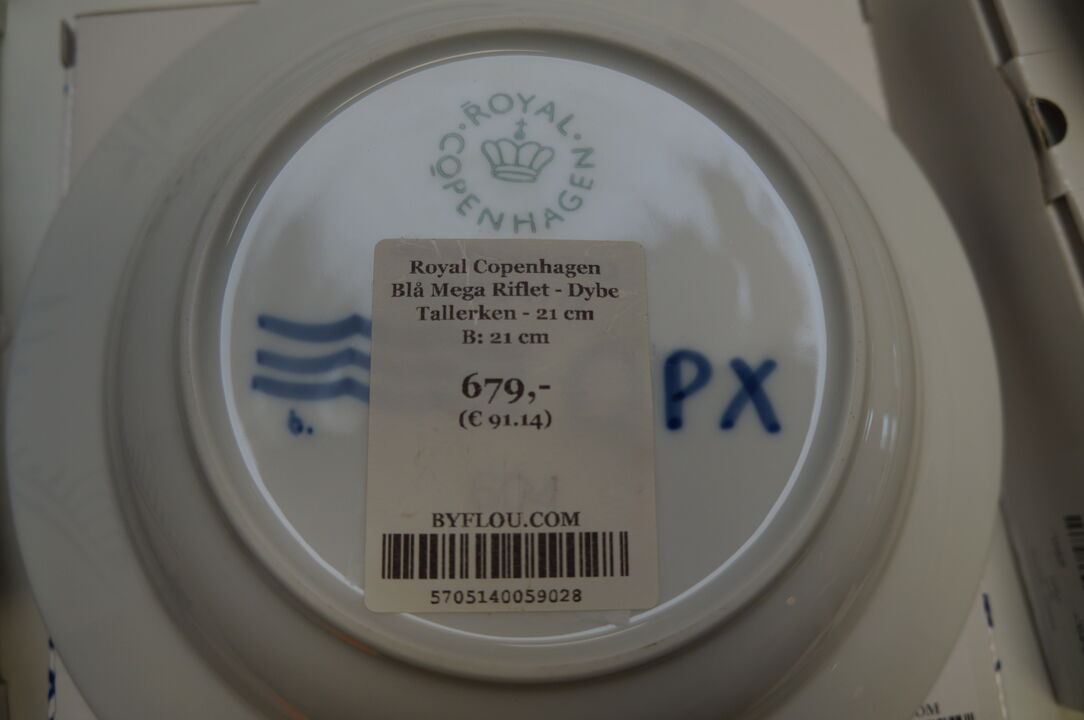 ROYAL COPENHAGEN
Royal Copenhagen
Blå Mega Riflet - Dybe
Tallerken - 21 cm
B: 21 cm
679,-
(€ 91.14)
b.
PX
BYFLOU.COM
5705140059028
OM